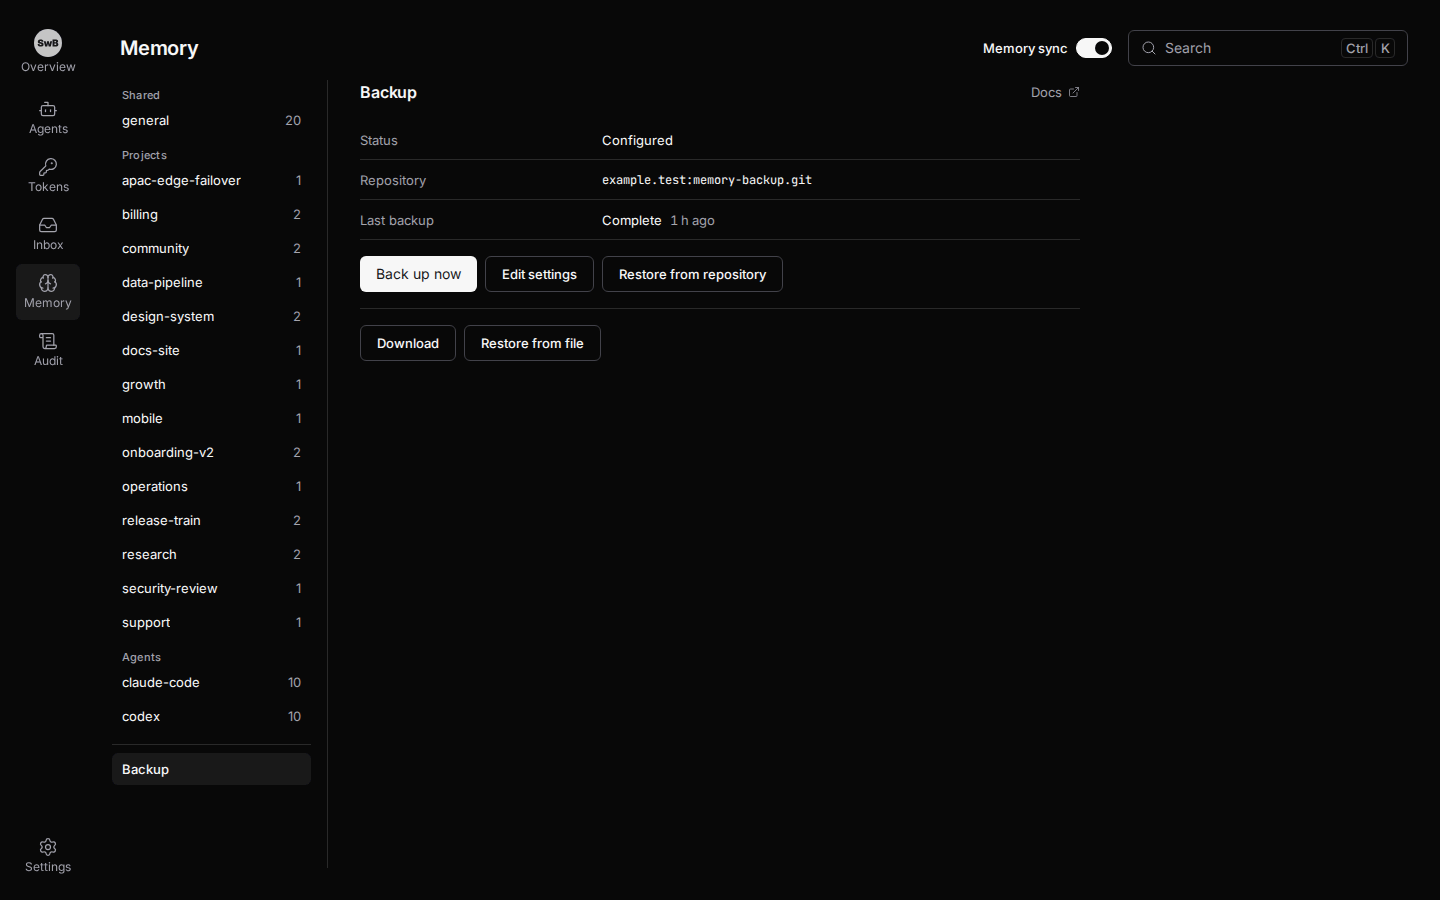 SwB
Overview
Agents
Tokens
Inbox
Memory
Audit
Settings
Memory
Memory sync
Search Ctrl K
Shared
general 20
Projects
apac-edge-failover 1
billing 2
community 2
data-pipeline 1
design-system 2
docs-site 1
growth 1
mobile 1
onboarding-v2 2
operations 1
release-train 2
research 2
security-review 1
support 1
Agents
claude-code 10
codex 10
Backup
Backup Docs
Status Configured
Repository example.test:memory-backup.git
Last backup Complete 1 h ago
Back up now Edit settings Restore from repository
Download Restore from file